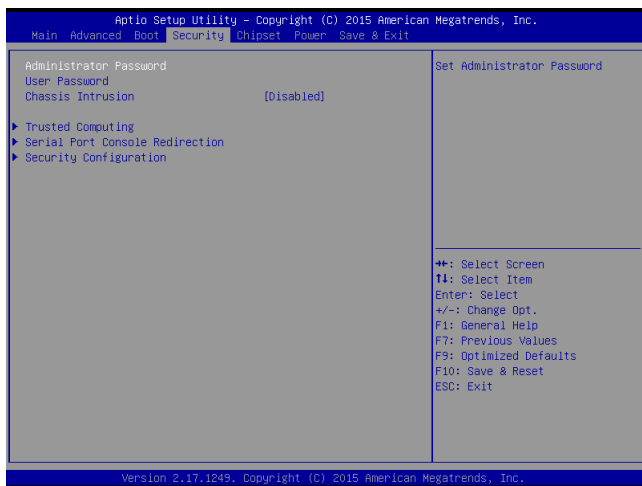 Aptio Setup Utility – Copyright (C) 2015 American Megatrends, Inc.
Main Advanced Boot Security Chipset Power Save & Exit
Administrator Password
User Password
Chassis Intrusion [Disabled]
Trusted Computing
Serial Port Console Redirection
Security Configuration
Set Administrator Password
→←: Select Screen
↑↓: Select Item
Enter: Select
+/-: Change Opt.
F1: General Help
F7: Previous Values
F9: Optimized Defaults
F10: Save & Reset
ESC: Exit
Version 2.17.1249. Copyright (C) 2015 American Megatrends, Inc.